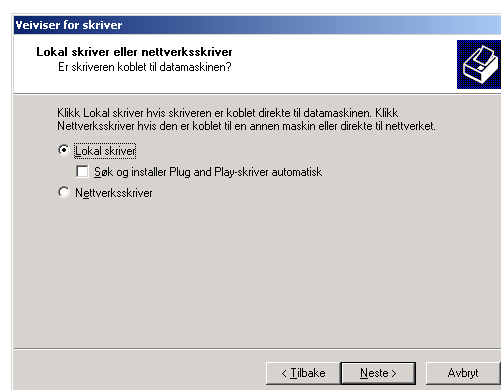 Veiviser for skriver
Lokal skriver eller nettverksskriver
Er skriveren koblet til datamaskinen?
Klikk Lokal skriver hvis skriveren er koblet direkte til datamaskinen. Klikk
Nettverksskriver hvis den er koblet til en annen maskin eller direkte til nettverket.
Lokal skriver
Søk og installer Plug and Play-skriver automatisk
Nettverksskriver
< Tilbake Neste > Avbryt